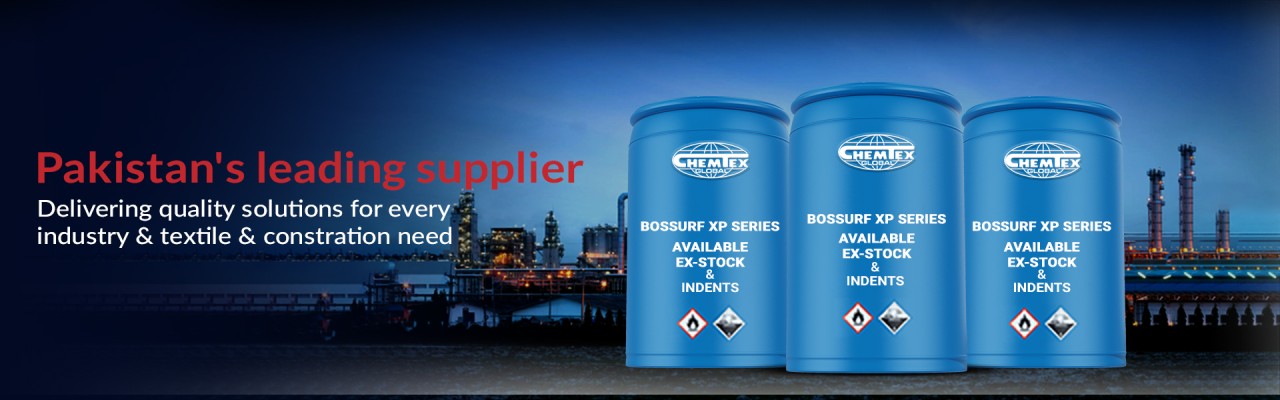 Pakistan's leading supplier
Delivering quality solutions for every
industry & textile & constration need
CHEMTEX
GLOBAL
BOSSURF XP SERIES
AVAILABLE
EX-STOCK
&
INDENTS
CHEMTEX
GLOBAL
BOSSURF XP SERIES
AVAILABLE
EX-STOCK
&
INDENTS
CHEMTEX
GLOBAL
BOSSURF XP SERIES
AVAILABLE
EX-STOCK
&
INDENTS